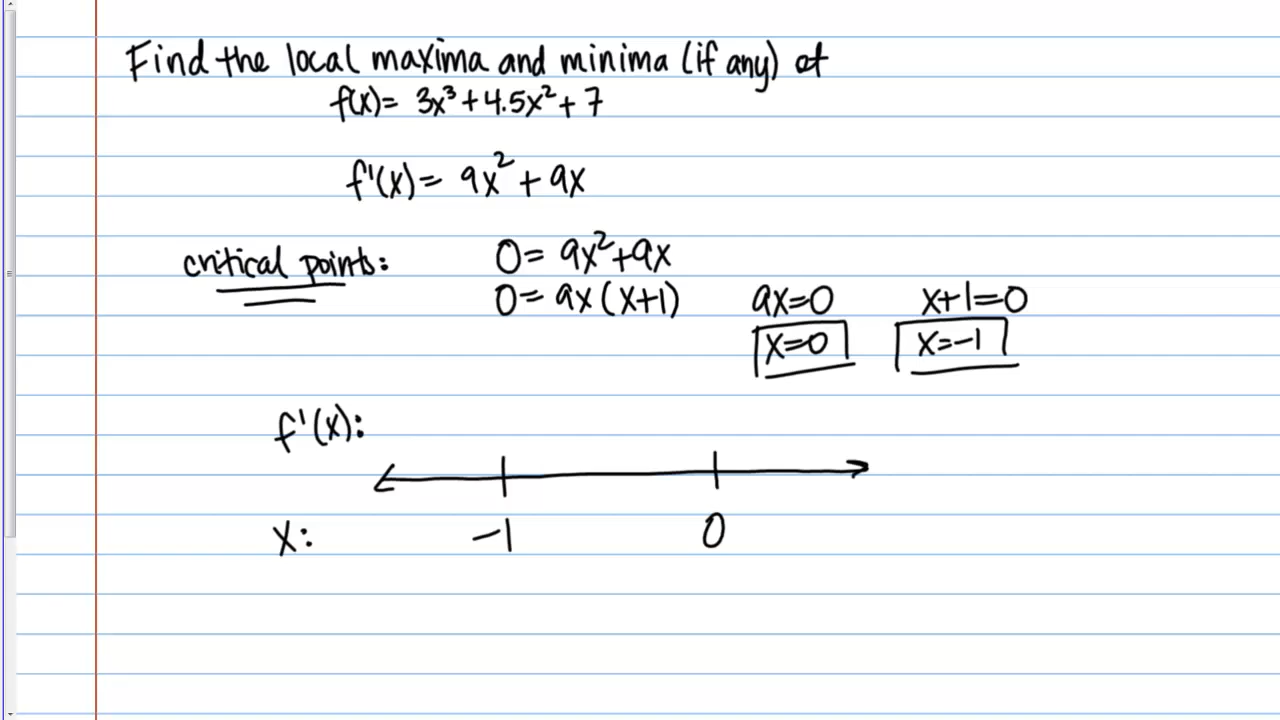 Find the local maxima and minima (if any) of
f(x) = 3x³ + 4.5x² + 7
f'(x) = 9x² + 9x
critical points: 0 = 9x² + 9x
0 = 9x (x+1) 9x=0 x+1=0
x=0 x=-1
f'(x):
x: -1 0